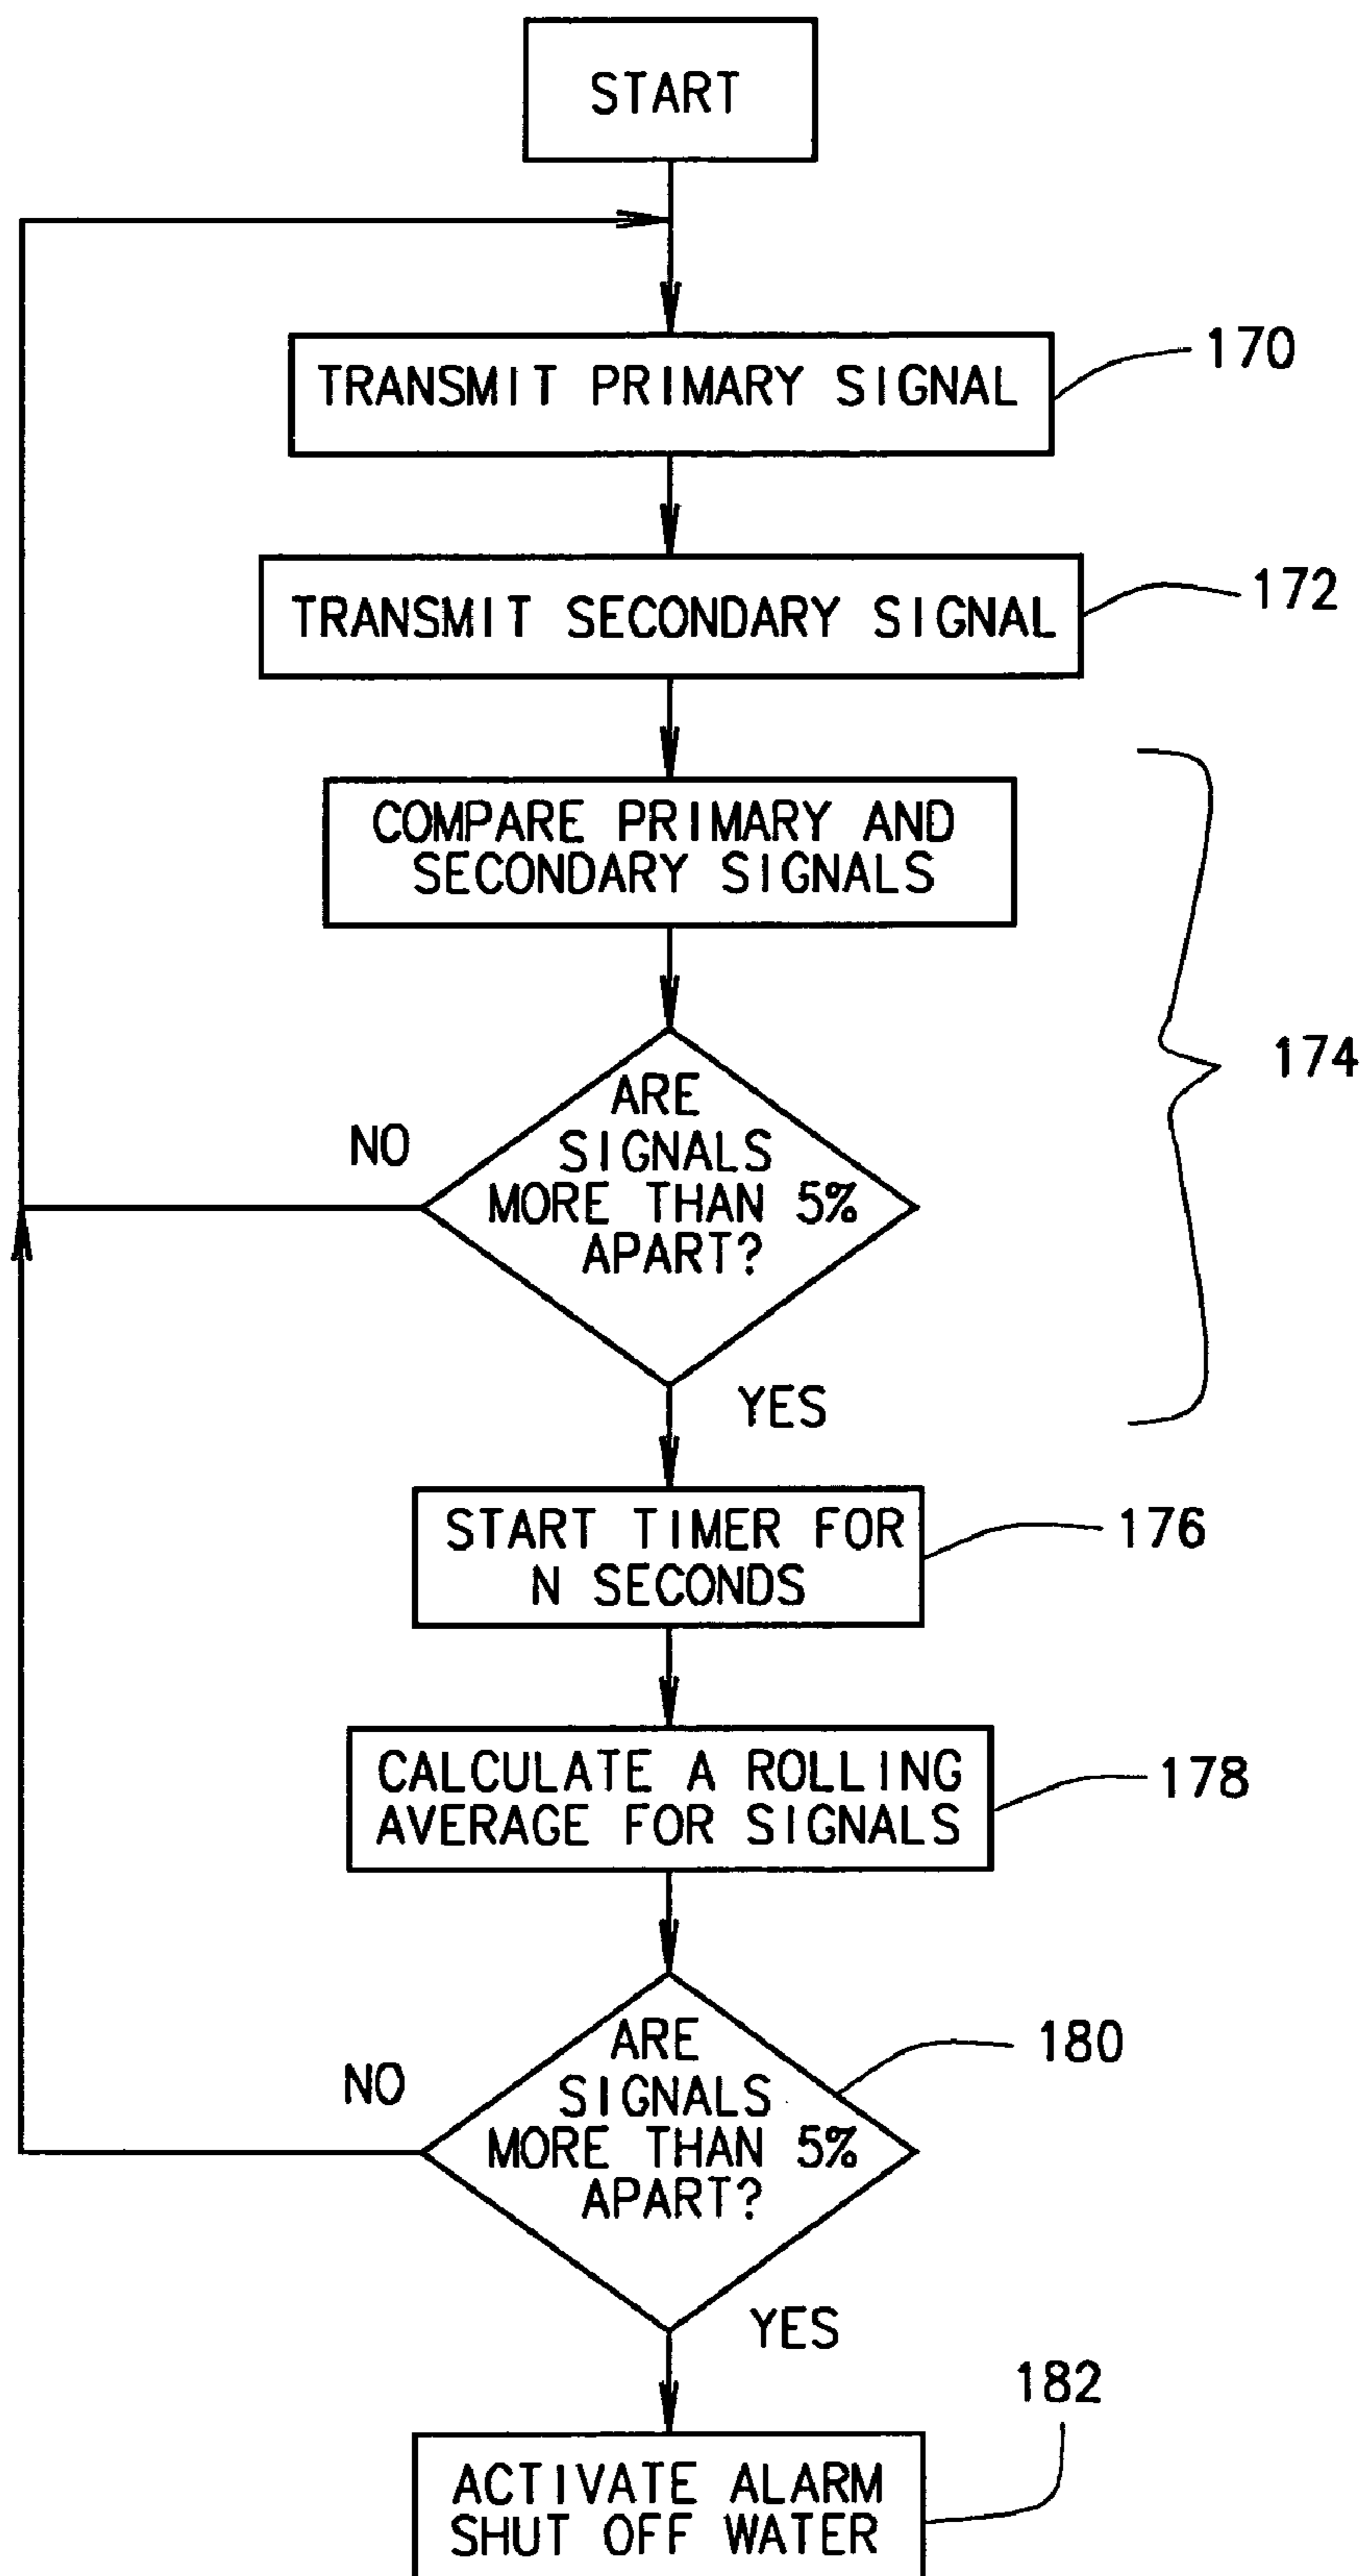 START
TRANSMIT PRIMARY SIGNAL
170
TRANSMIT SECONDARY SIGNAL
172
COMPARE PRIMARY AND
SECONDARY SIGNALS
174
ARE
SIGNALS
MORE THAN 5%
APART?
NO
YES
START TIMER FOR
N SECONDS
176
CALCULATE A ROLLING
AVERAGE FOR SIGNALS
178
ARE
SIGNALS
MORE THAN 5%
APART?
180
NO
YES
182
ACTIVATE ALARM
SHUT OFF WATER